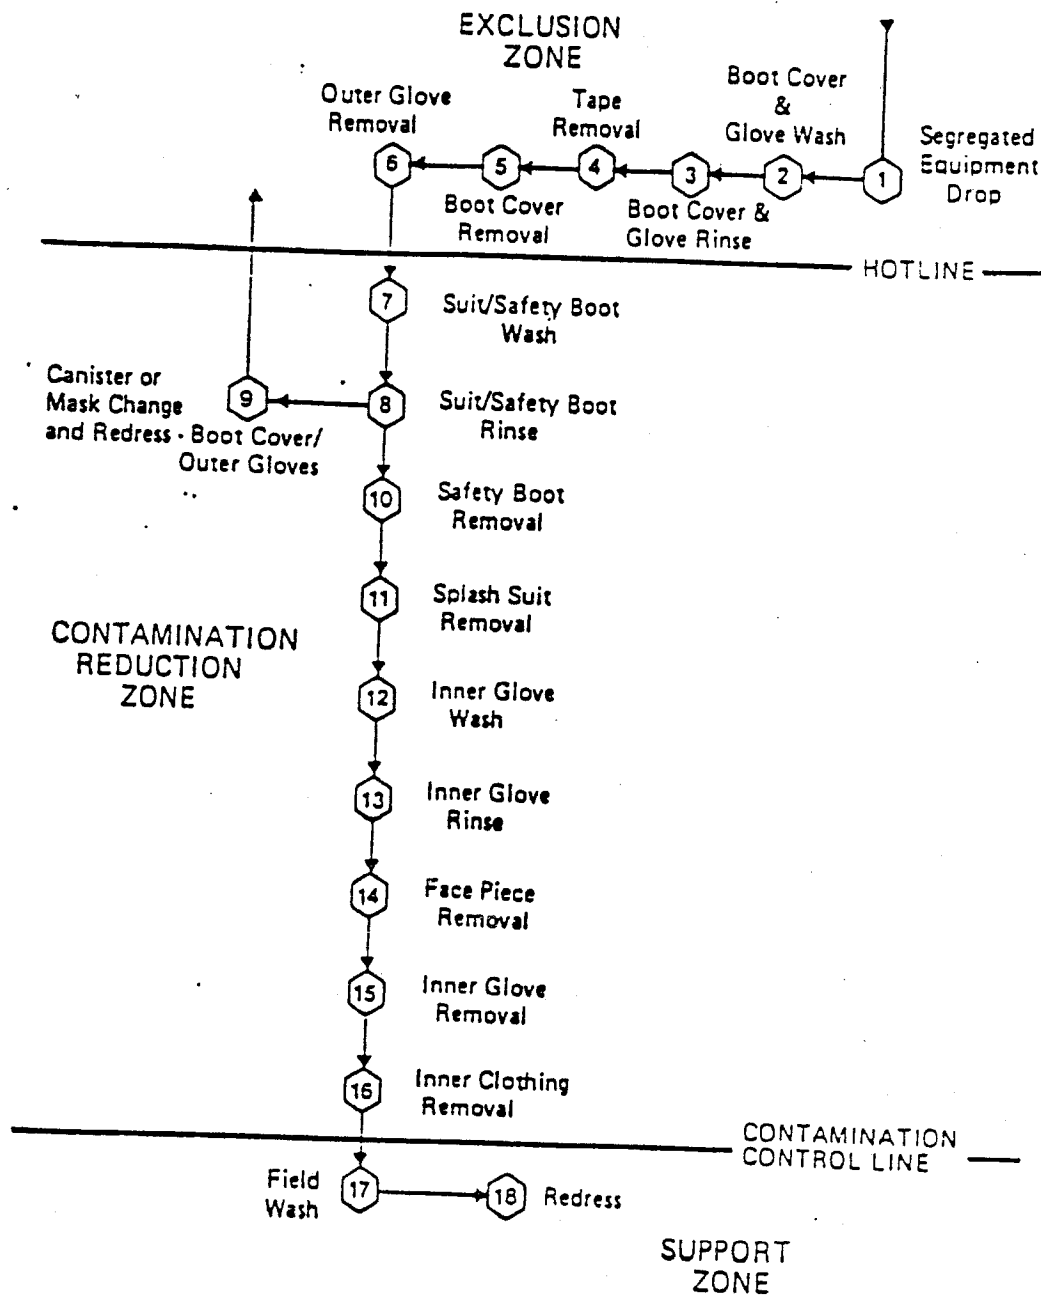 EXCLUSION
ZONE
Outer Glove
Removal
Tape
Removal
Boot Cover
&
Glove Wash
Segregated
Equipment
Drop
6
5
4
3
2
1
Boot Cover
Removal
Boot Cover &
Glove Rinse
HOTLINE
7
Suit/Safety Boot
Wash
Canister or
Mask Change
and Redress - Boot Cover/
Outer Gloves
9
8
Suit/Safety Boot
Rinse
10
Safety Boot
Removal
11
Splash Suit
Removal
CONTAMINATION
REDUCTION
ZONE
12
Inner Glove
Wash
13
Inner Glove
Rinse
14
Face Piece
Removal
15
Inner Glove
Removal
16
Inner Clothing
Removal
CONTAMINATION
CONTROL LINE
Field
Wash
17
18
Redress
SUPPORT
ZONE